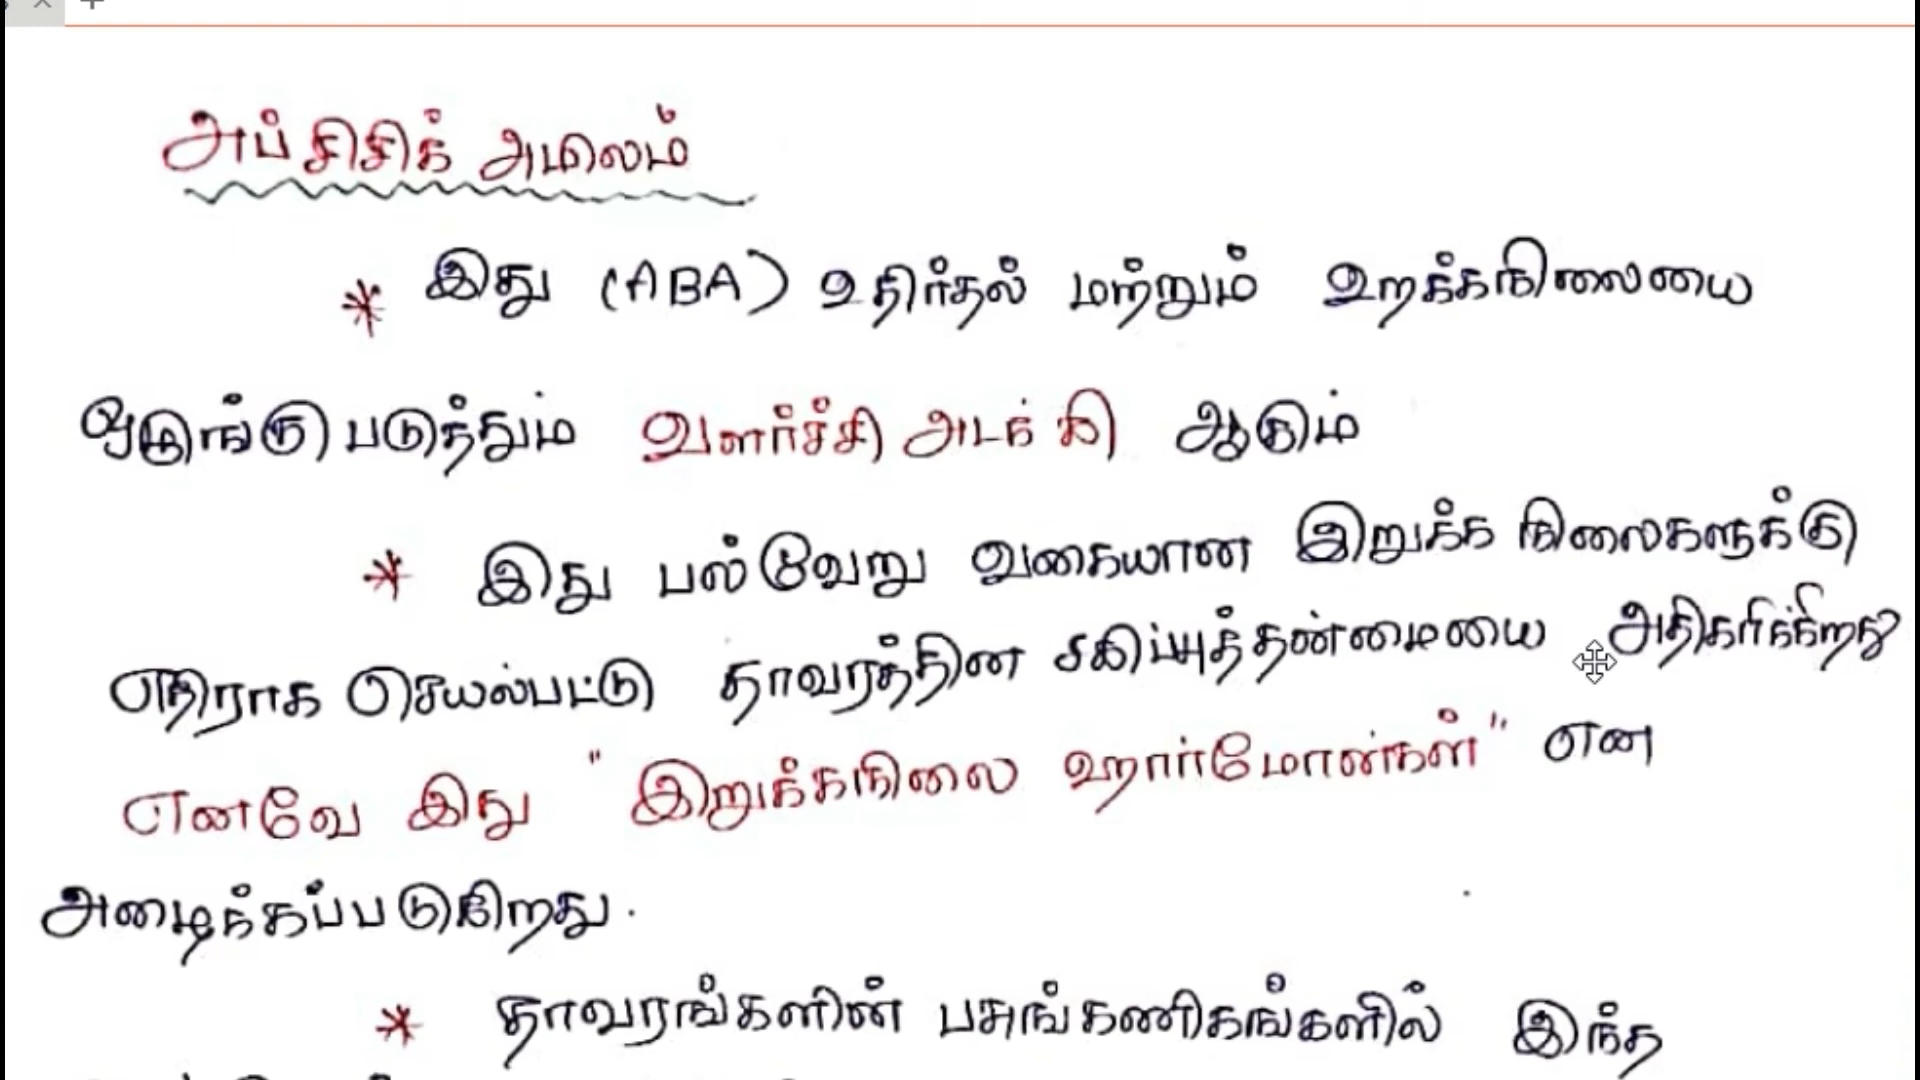 அப்சிசிக் அமிலம்
* இது (ABA) உதிர்தல் மற்றும் உறக்கநிலையை
ஒழுங்குபடுத்தும் வளர்ச்சி அடக்கி ஆகும்
* இது பல்வேறு வகையான இறுக்க நிலைகளுக்கு
எதிராக செயல்பட்டு தாவரத்தின் சகிப்புத்தண்மையை அதிகரிக்கிறது
எனவே இது "இறுக்கநிலை ஹார்மோன்கள்" என
அழைக்கப்படுகிறது.
* தாவரங்களின் பசுங்கணிகங்களில் இந்த